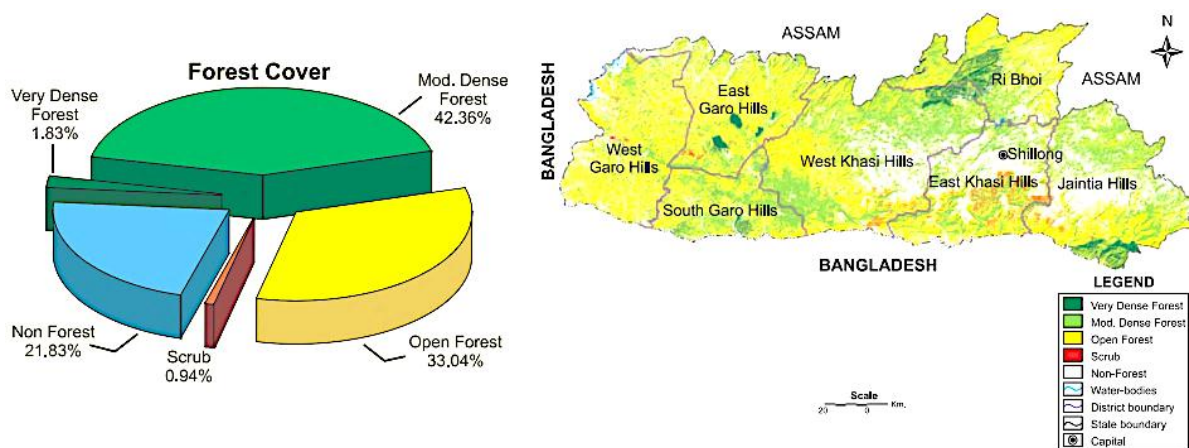 Forest Cover
Very Dense
Forest
1.83%
Mod. Dense
Forest
42.36%
Non Forest
21.83%
Scrub
0.94%
Open Forest
33.04%
ASSAM
N
BANGLADESH
East
Garo Hills
Ri Bhoi
ASSAM
West
Garo Hills
West Khasi Hills
Shillong
East Khasi Hills
Jaintia Hills
South Garo Hills
BANGLADESH
LEGEND
Very Dense Forest
Mod. Dense Forest
Open Forest
Scrub
Non-Forest
Water-bodies
District boundary
State boundary
Capital
Scale
20 0 Km.